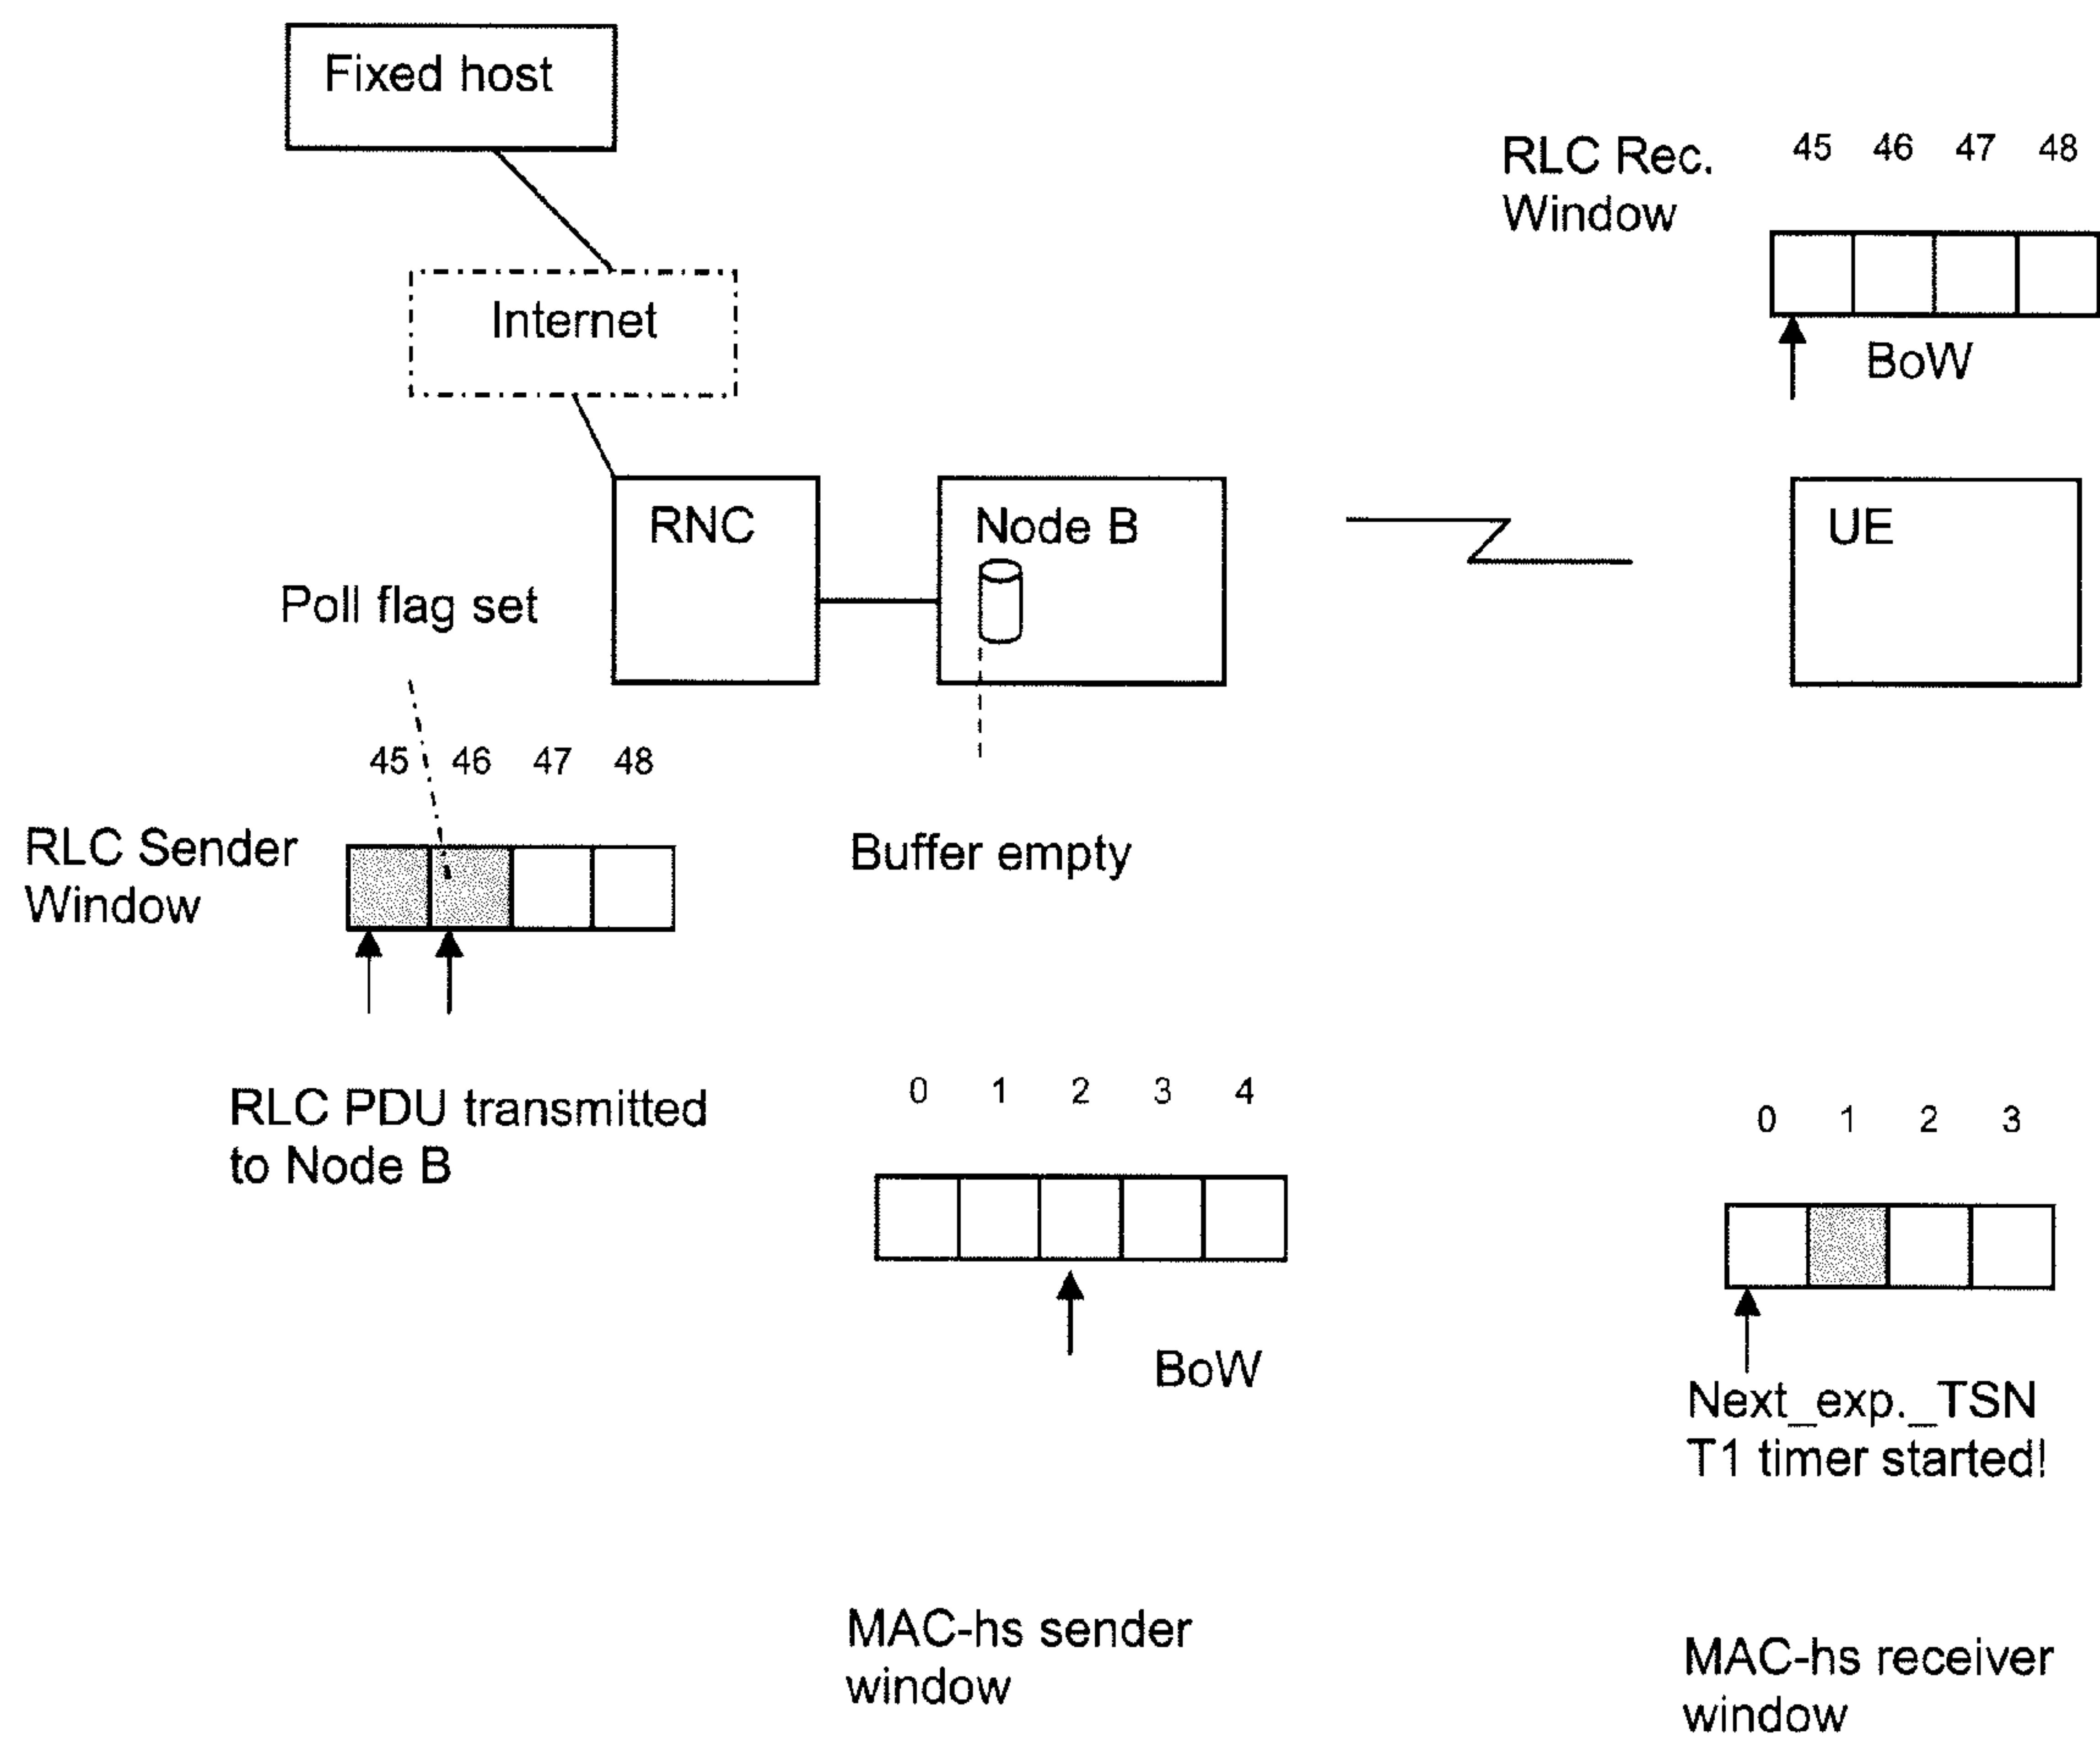 Fixed host
RLC Rec.
Window
45 46 47 48
Internet
BoW
RNC
Node B
UE
Poll flag set
45 46 47 48
RLC Sender
Window
Buffer empty
RLC PDU transmitted
to Node B
0 1 2 3 4
0 1 2 3
BoW
Next_exp._TSN
T1 timer started!
MAC-hs sender
window
MAC-hs receiver
window